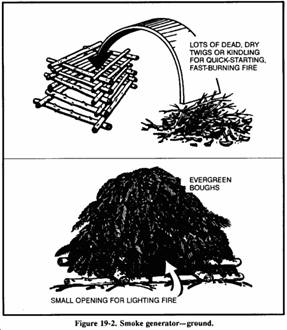 LOTS OF DEAD, DRY
TWIGS OR KINDLING
FOR QUICK-STARTING,
FAST-BURNING FIRE
EVERGREEN
BOUGHS
SMALL OPENING FOR LIGHTING FIRE
Figure 19-2. Smoke generator—ground.